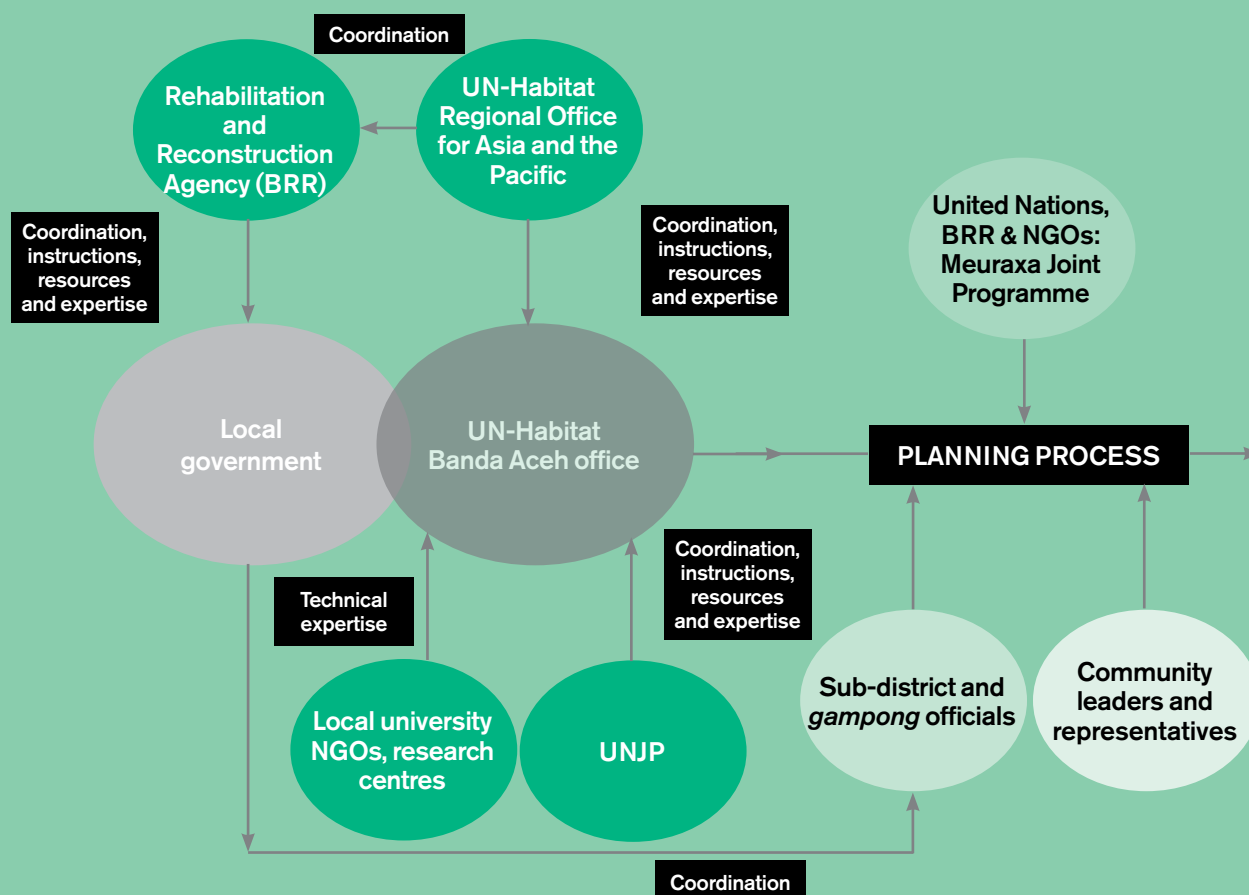 Coordination
Rehabilitation
and
Reconstruction
Agency (BRR)
UN-Habitat
Regional Office
for Asia and the
Pacific
Coordination,
instructions,
resources
and expertise
Coordination,
instructions,
resources
and expertise
United Nations,
BRR & NGOs:
Meuraxa Joint
Programme
Local
government
UN-Habitat
Banda Aceh office
PLANNING PROCESS
Technical
expertise
Coordination,
instructions,
resources
and expertise
Local university
NGOs, research
centres
UNJP
Sub-district and
gampong officials
Community
leaders and
representatives
Coordination